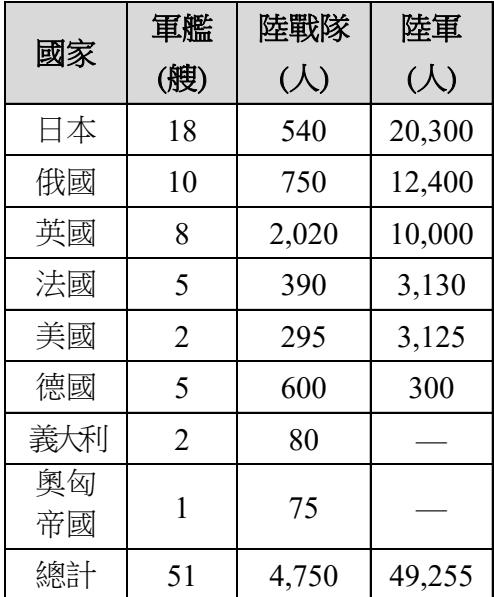 國家 軍艦(艘) 陸戰隊(人) 陸軍(人)
日本 18 540 20,300
俄國 10 750 12,400
英國 8 2,020 10,000
法國 5 390 3,130
美國 2 295 3,125
德國 5 600 300
義大利 2 80 —
奧匈帝國 1 75 —
總計 51 4,750 49,255